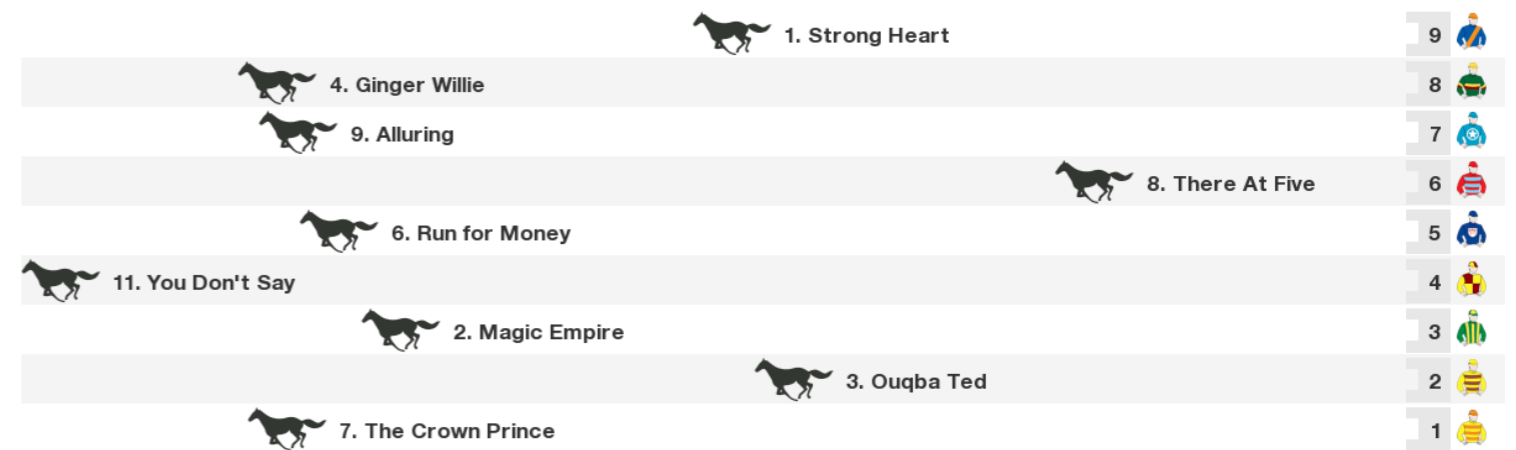 1. Strong Heart 9
4. Ginger Willie 8
9. Alluring 7
8. There At Five 6
6. Run for Money 5
11. You Don't Say 4
2. Magic Empire 3
3. Ouqba Ted 2
7. The Crown Prince 1